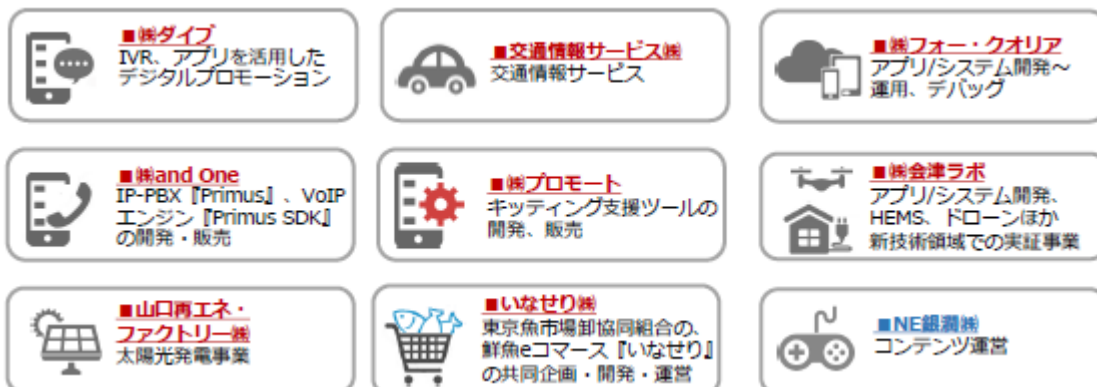 ■㈱ダイブ
IVR、アプリを活用した
デジタルプロモーション
■交通情報サービス㈱
交通情報サービス
■㈱フォー・クオリア
アプリ/システム開発～
運用、デバッグ
■㈱and One
IP-PBX『Primus』、VoIP
エンジン『Primus SDK』
の開発・販売
■㈱プロモート
キッティング支援ツールの
開発、販売
■㈱会津ラボ
アプリ/システム開発、
HEMS、ドローンほか
新技術領域での実証事業
■山口再エネ・
ファクトリー㈱
太陽光発電事業
■いなせり㈱
東京魚市場卸協同組合の、
鮮魚eコマース『いなせり』
の共同企画・開発・運営
■NE銀潤㈱
コンテンツ運営